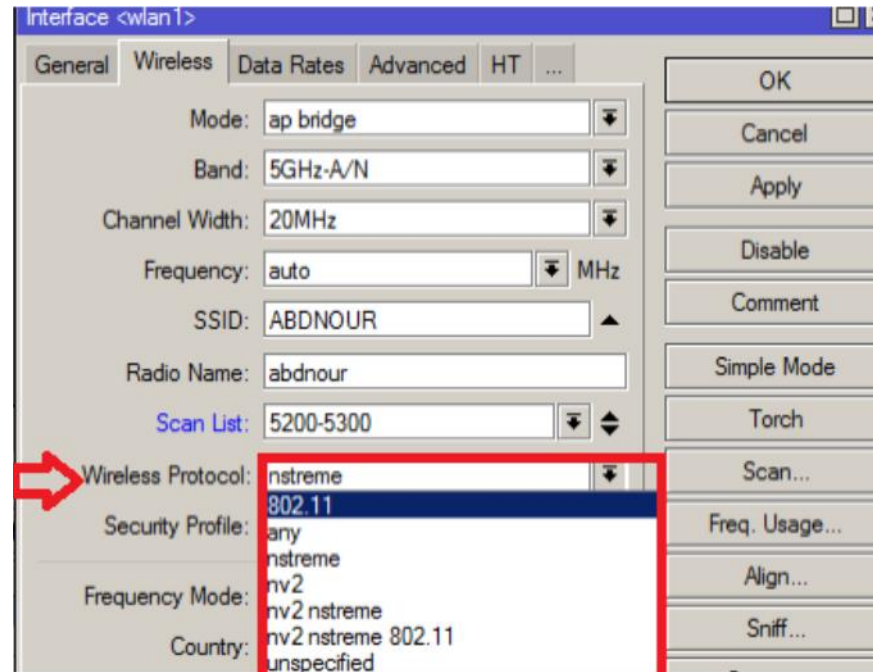 Interface <wlan1>
General Wireless Data Rates Advanced HT ...
Mode: ap bridge
Band: 5GHz-A/N
Channel Width: 20MHz
Frequency: auto MHz
SSID: ABDNOUR
Radio Name: abdnour
Scan List: 5200-5300
Wireless Protocol: nstreme
802.11
Security Profile: any
nstreme
nv2
Frequency Mode: nv2 nstreme
nv2 nstreme 802.11
Country: unspecified
OK
Cancel
Apply
Disable
Comment
Simple Mode
Torch
Scan...
Freq. Usage...
Align...
Sniff...